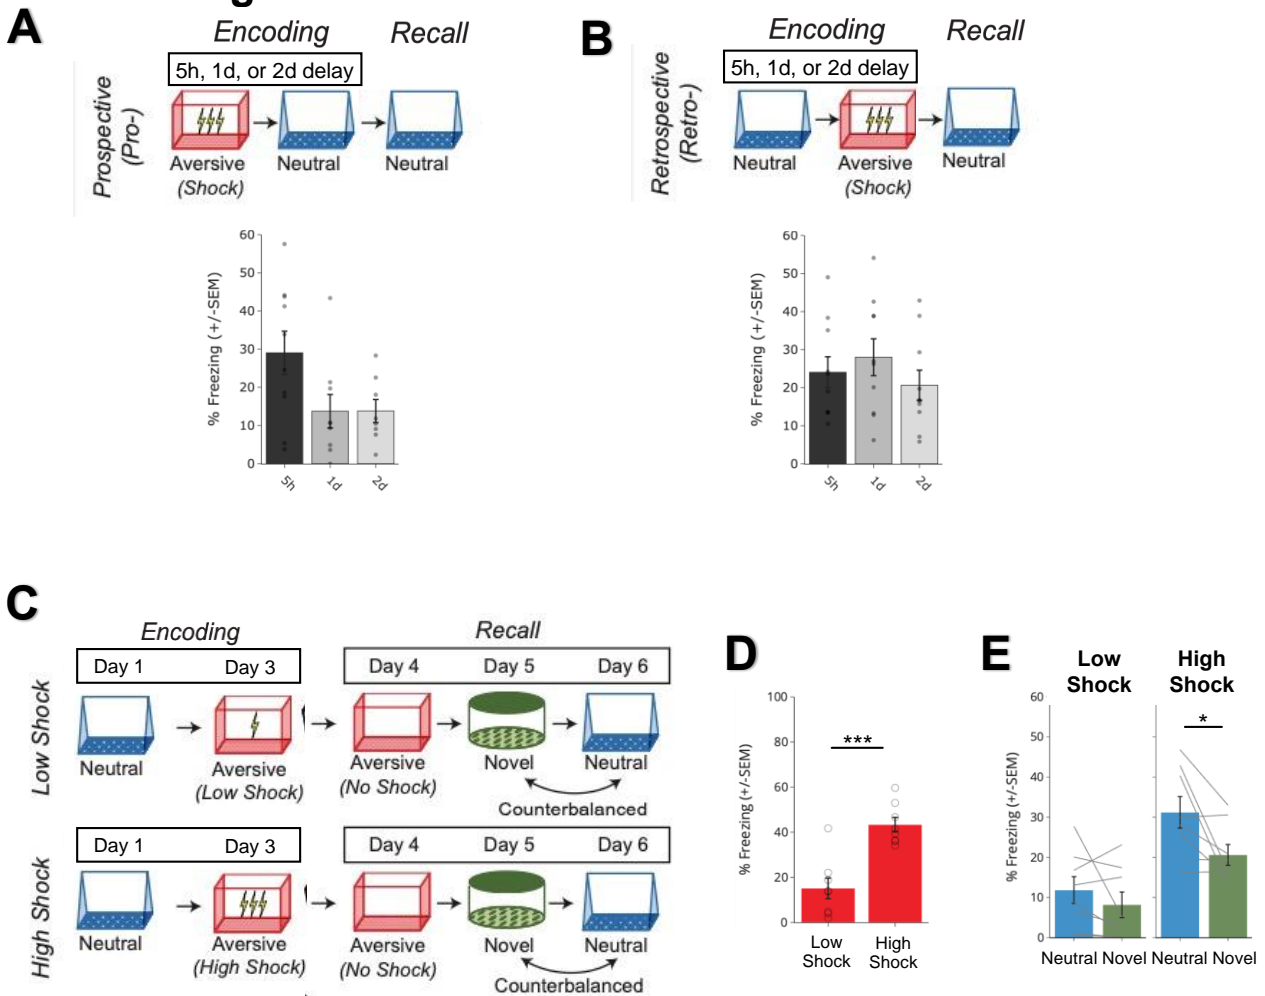 A
Encoding
Recall
5h, 1d, or 2d delay
Prospective
(Pro-)
Aversive
(Shock)
Neutral
Neutral
% Freezing (+/-SEM)
60
50
40
30
20
10
0
5h
1d
2d
B
Encoding
Recall
5h, 1d, or 2d delay
Retrospective
(Retro-)
Neutral
Aversive
(Shock)
Neutral
% Freezing (+/-SEM)
60
50
40
30
20
10
0
5h
1d
2d
C
Encoding
Recall
Day 1
Day 3
Day 4
Day 5
Day 6
Low Shock
Neutral
Aversive
(Low Shock)
Aversive
(No Shock)
Novel
Neutral
Counterbalanced
Day 1
Day 3
Day 4
Day 5
Day 6
High Shock
Neutral
Aversive
(High Shock)
Aversive
(No Shock)
Novel
Neutral
Counterbalanced
D
% Freezing (+/-SEM)
100
80
60
40
20
0
***
Low
Shock
High
Shock
E
Low
Shock
High
Shock
% Freezing (+/-SEM)
60
50
40
30
20
10
0
*
Neutral Novel Neutral Novel